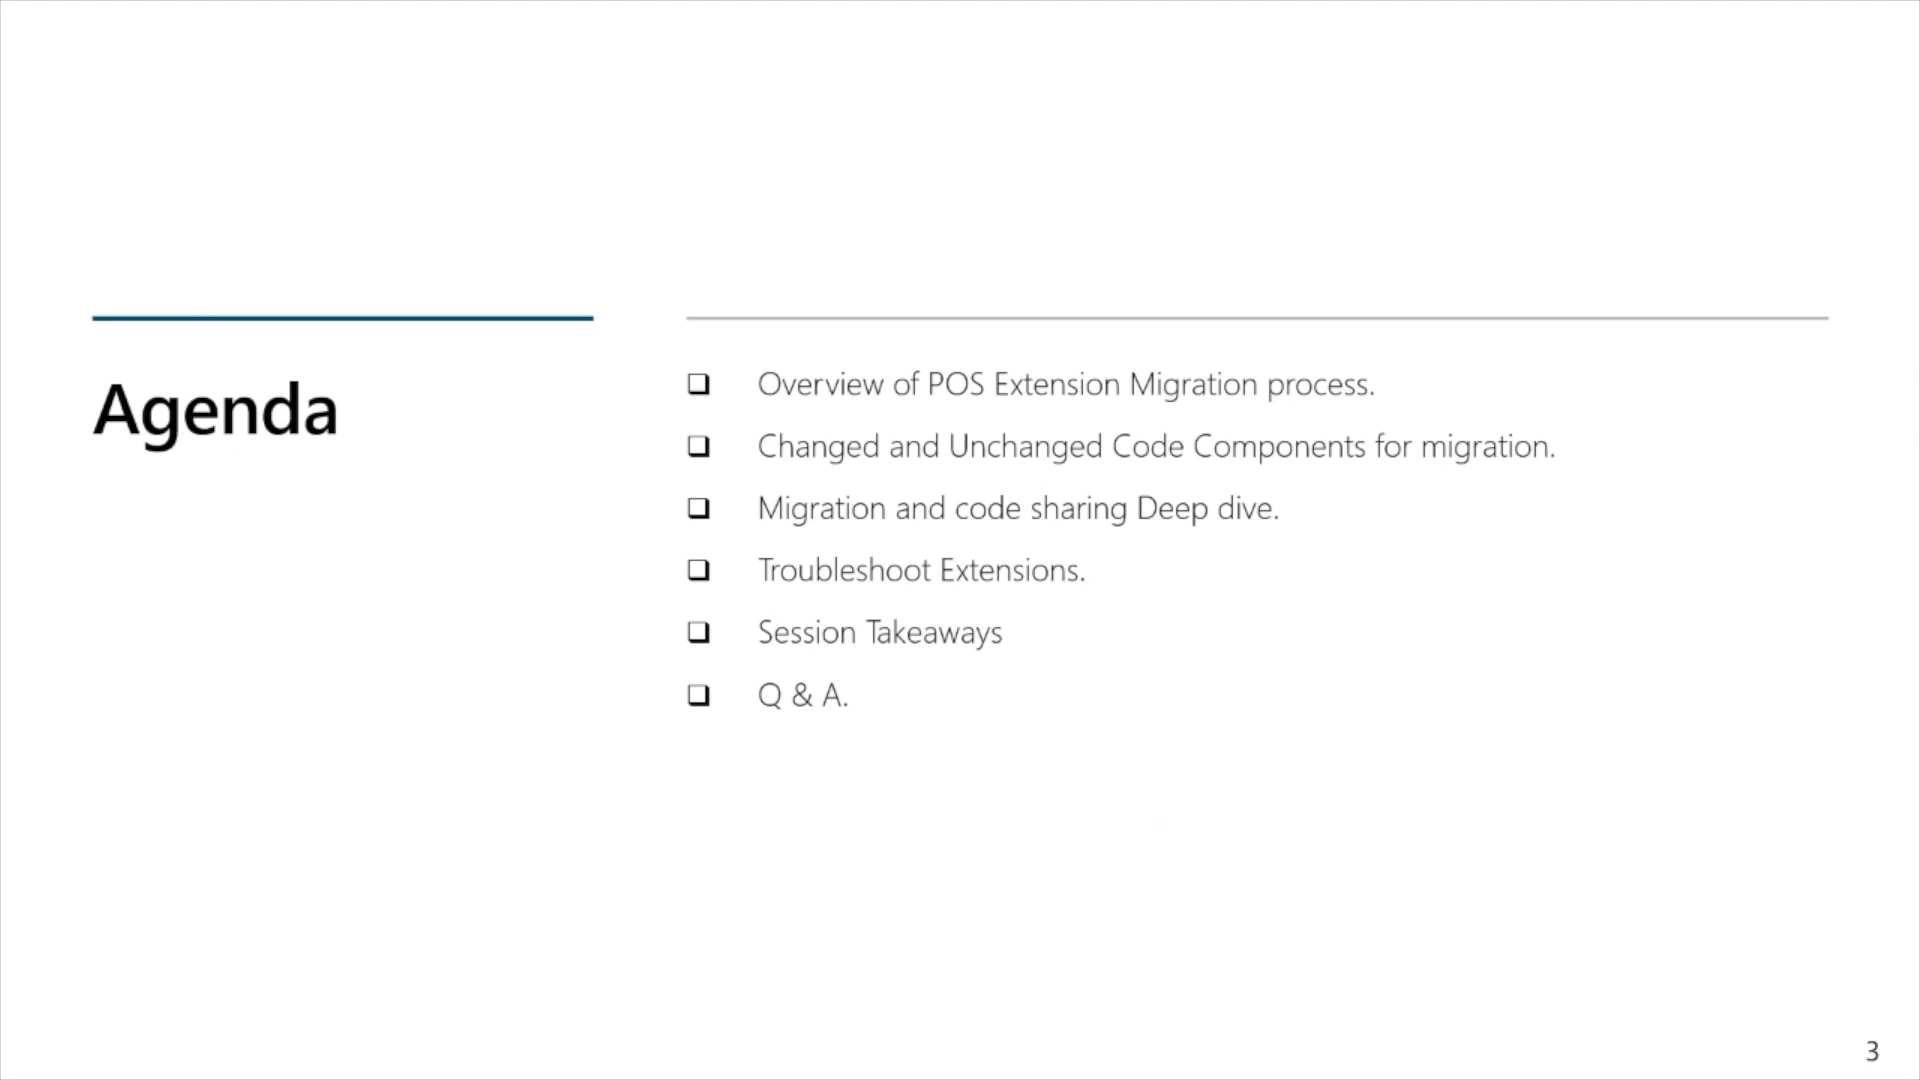 Agenda
Overview of POS Extension Migration process.
Changed and Unchanged Code Components for migration.
Migration and code sharing Deep dive.
Troubleshoot Extensions.
Session Takeaways
Q & A.
3